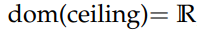 dom(ceiling)= ℝ